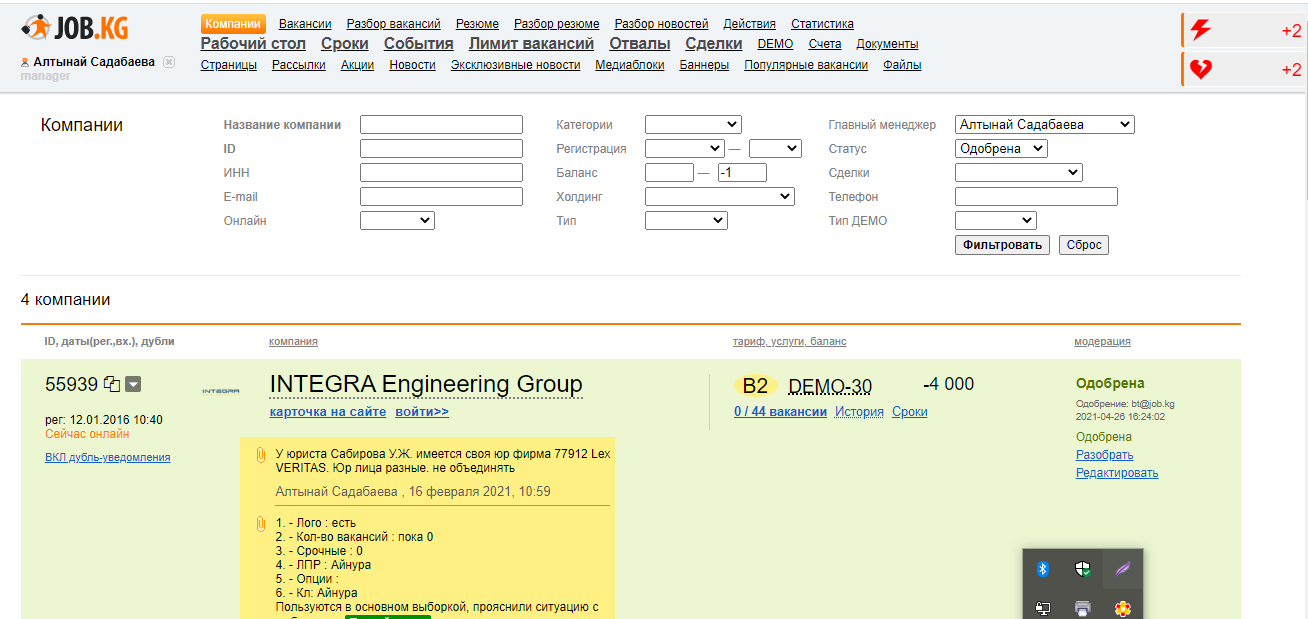 JOB.KG
Компании Вакансии Разбор вакансий Резюме Разбор резюме Разбор новостей Действия Статистика
Рабочий стол Сроки События Лимит вакансий Отвалы Сделки DEMO Счета Документы
Страницы Рассылки Акции Новости Эксклюзивные новости Медиаблоки Баннеры Популярные вакансии Файлы
Алтынай Садабаева
manager
+2
+2
Компании
Название компании Категории Главный менеджер Алтынай Садабаева
ID Регистрация — Статус Одобрена
ИНН Баланс — -1 Сделки
E-mail Холдинг Телефон
Онлайн Тип Тип ДЕМО
Фильтровать Сброс
4 компании
ID, даты(рег.,вх.), дубли компания тариф, услуги, баланс модерация
55939
рег: 12.01.2016 10:40
Сейчас онлайн
ВКЛ дубль-уведомления
INTEGRA
INTEGRA Engineering Group
карточка на сайте войти>>
B2 DEMO-30 -4 000
0 / 44 вакансии История Сроки
Одобрена
Одобрение: bt@job.kg
2021-04-26 16:24:02
Одобрена
Разобрать
Редактировать
У юриста Сабирова У.Ж. имеется своя юр фирма 77912 Lex
VERITAS. Юр лица разные. не объединять
Алтынай Садабаева , 16 февраля 2021, 10:59
1. - Лого : есть
2. - Кол-во вакансий : пока 0
3. - Срочные : 0
4. - ЛПР : Айнура
5. - Опции :
6. - Кл: Айнура
Пользуются в основном выборкой, прояснили ситуацию с